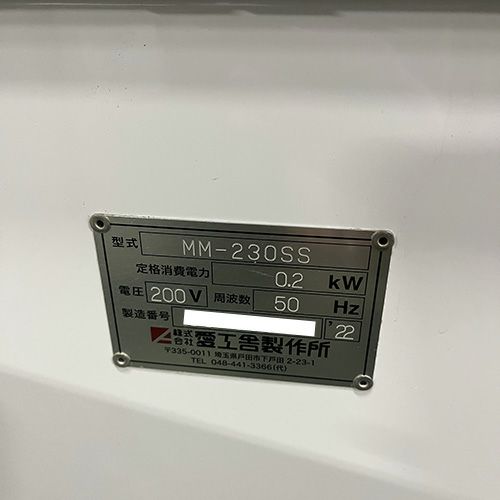 型式 MM-230SS
定格消費電力 0.2 kW
電圧 200 V 周波数 50 Hz
製造番号 '22
株式会社 愛工舎製作所
〒335-0011 埼玉県戸田市下戸田 2-23-1
TEL 048-441-3366(代)